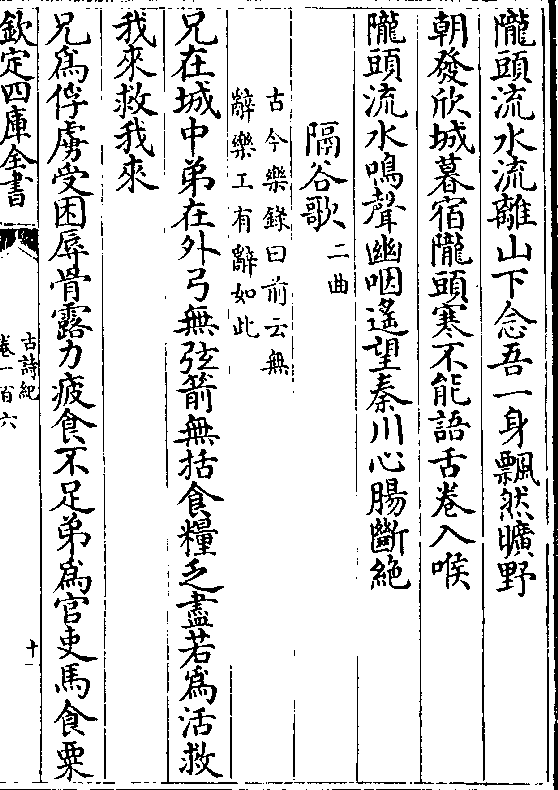 隴頭流水流離山下念吾一身飄然曠野
朝發欣城暮宿隴頭寒不能語舌卷入喉
隴頭流水鳴聲幽咽遙望秦川心腸斷絶
隔谷歌二曲
古今樂錄曰前云無
辭樂工有辭如此
兄在城中弟在外弓無弦箭無括食糧乏盡若爲活救
我來救我來
兄爲俘虜受困辱骨露力疲食不足弟爲官吏馬食粟
欽定四庫全書
古詩紀
卷一百六
十一